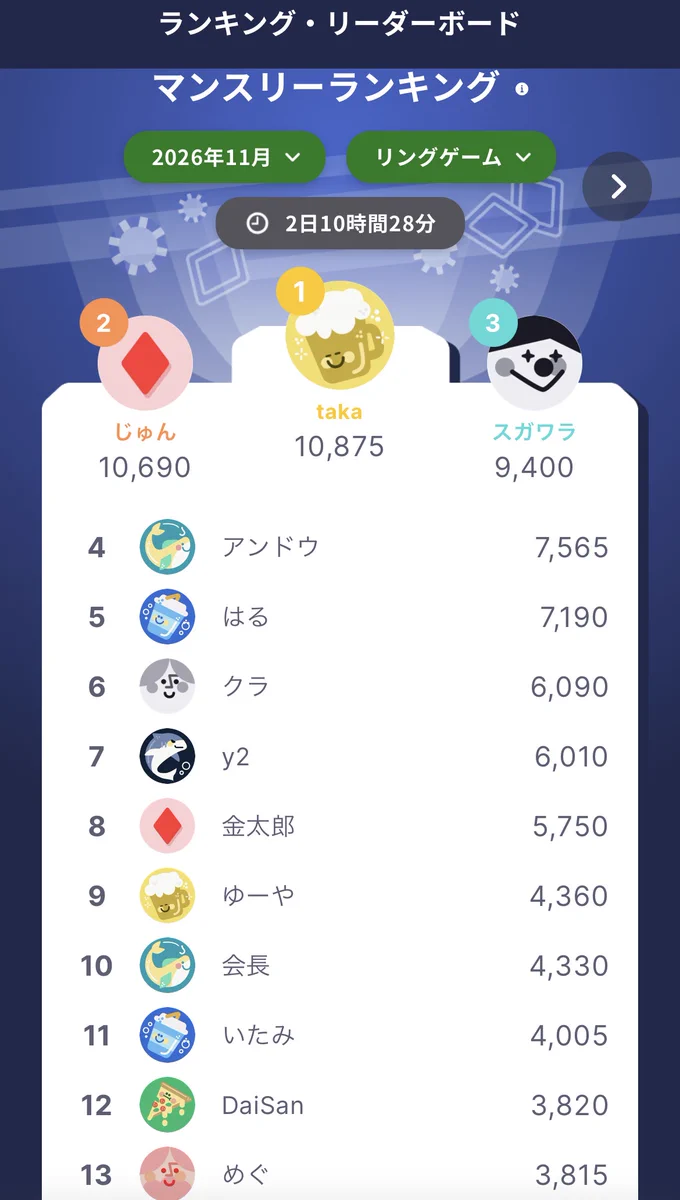 ランキング・リーダーボード
マンスリーランキング
2026年11月 リングゲーム
2日10時間28分
1
2
3
taka
じゅん
スガワラ
10,875
10,690
9,400
4 アンドウ 7,565
5 はる 7,190
6 クラ 6,090
7 y2 6,010
8 金太郎 5,750
9 ゆーや 4,360
10 会長 4,330
11 いたみ 4,005
12 DaiSan 3,820
13 めぐ 3,815